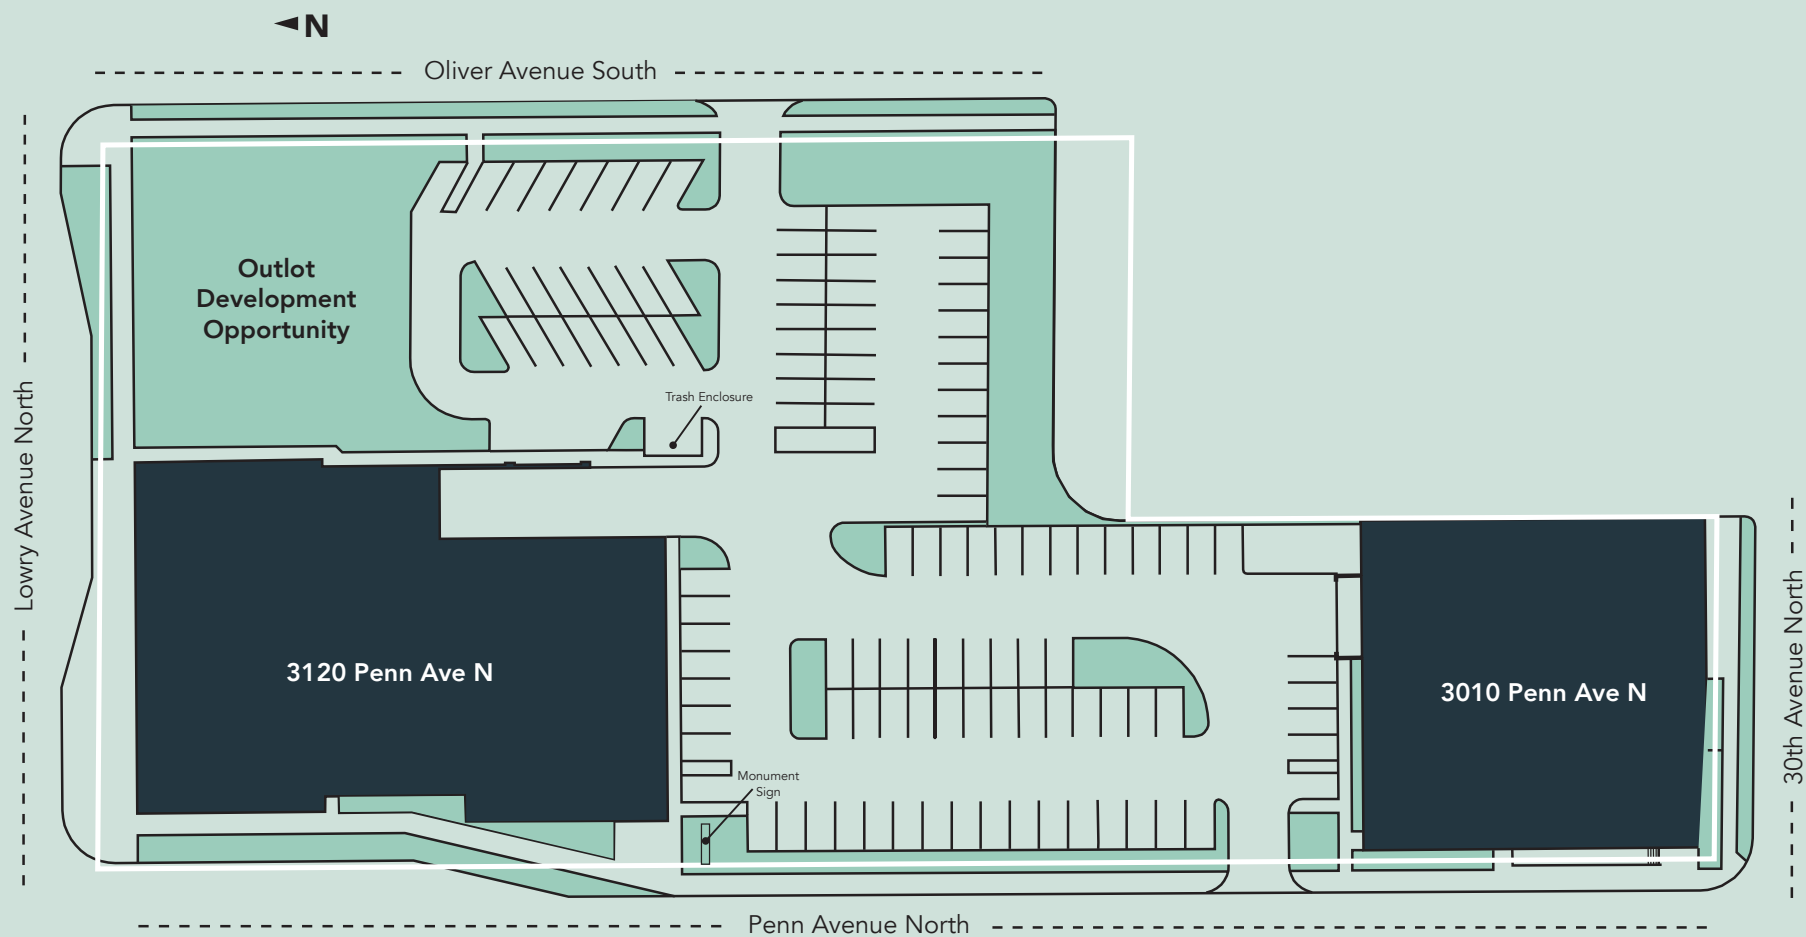 N
Oliver Avenue South
Outlot
Development
Opportunity
Trash Enclosure
Lowry Avenue North
3120 Penn Ave N
3010 Penn Ave N
30th Avenue North
Monument
Sign
Penn Avenue North